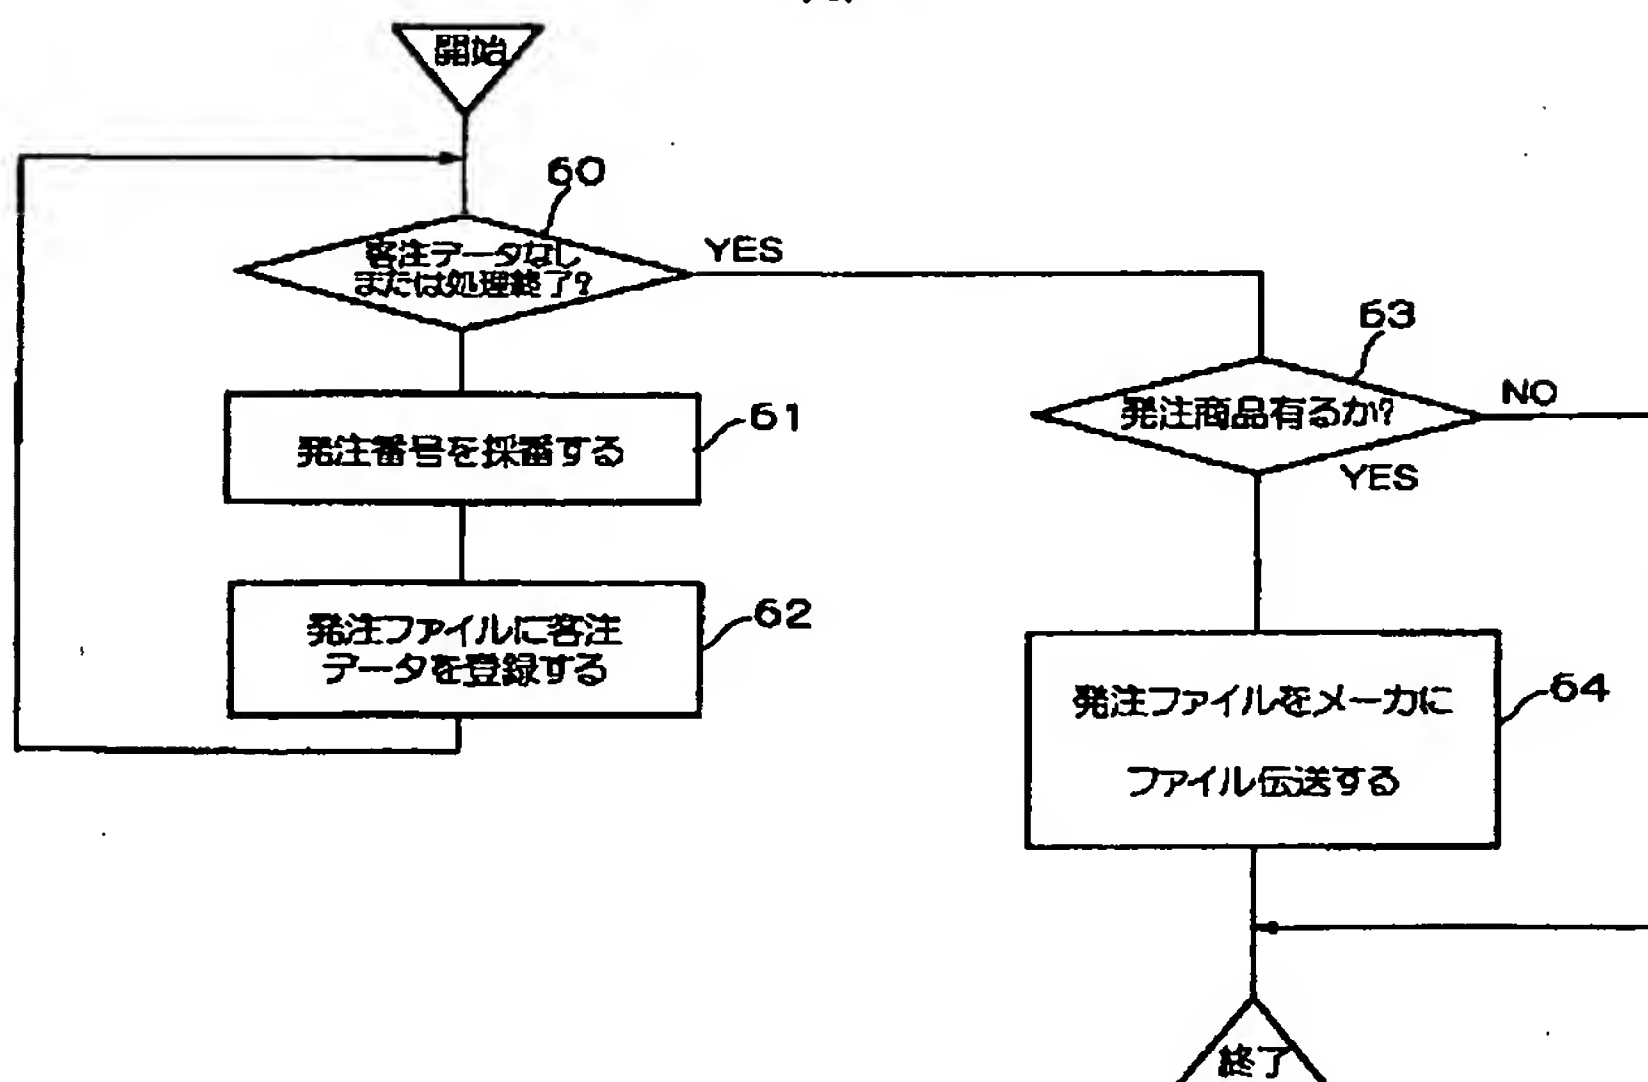 開始
60
客注データなし
または処理終了?
YES
61
発注番号を採番する
62
発注ファイルに客注
データを登録する
63
発注商品有るか?
NO
YES
64
発注ファイルをメーカに
ファイル伝送する
終了